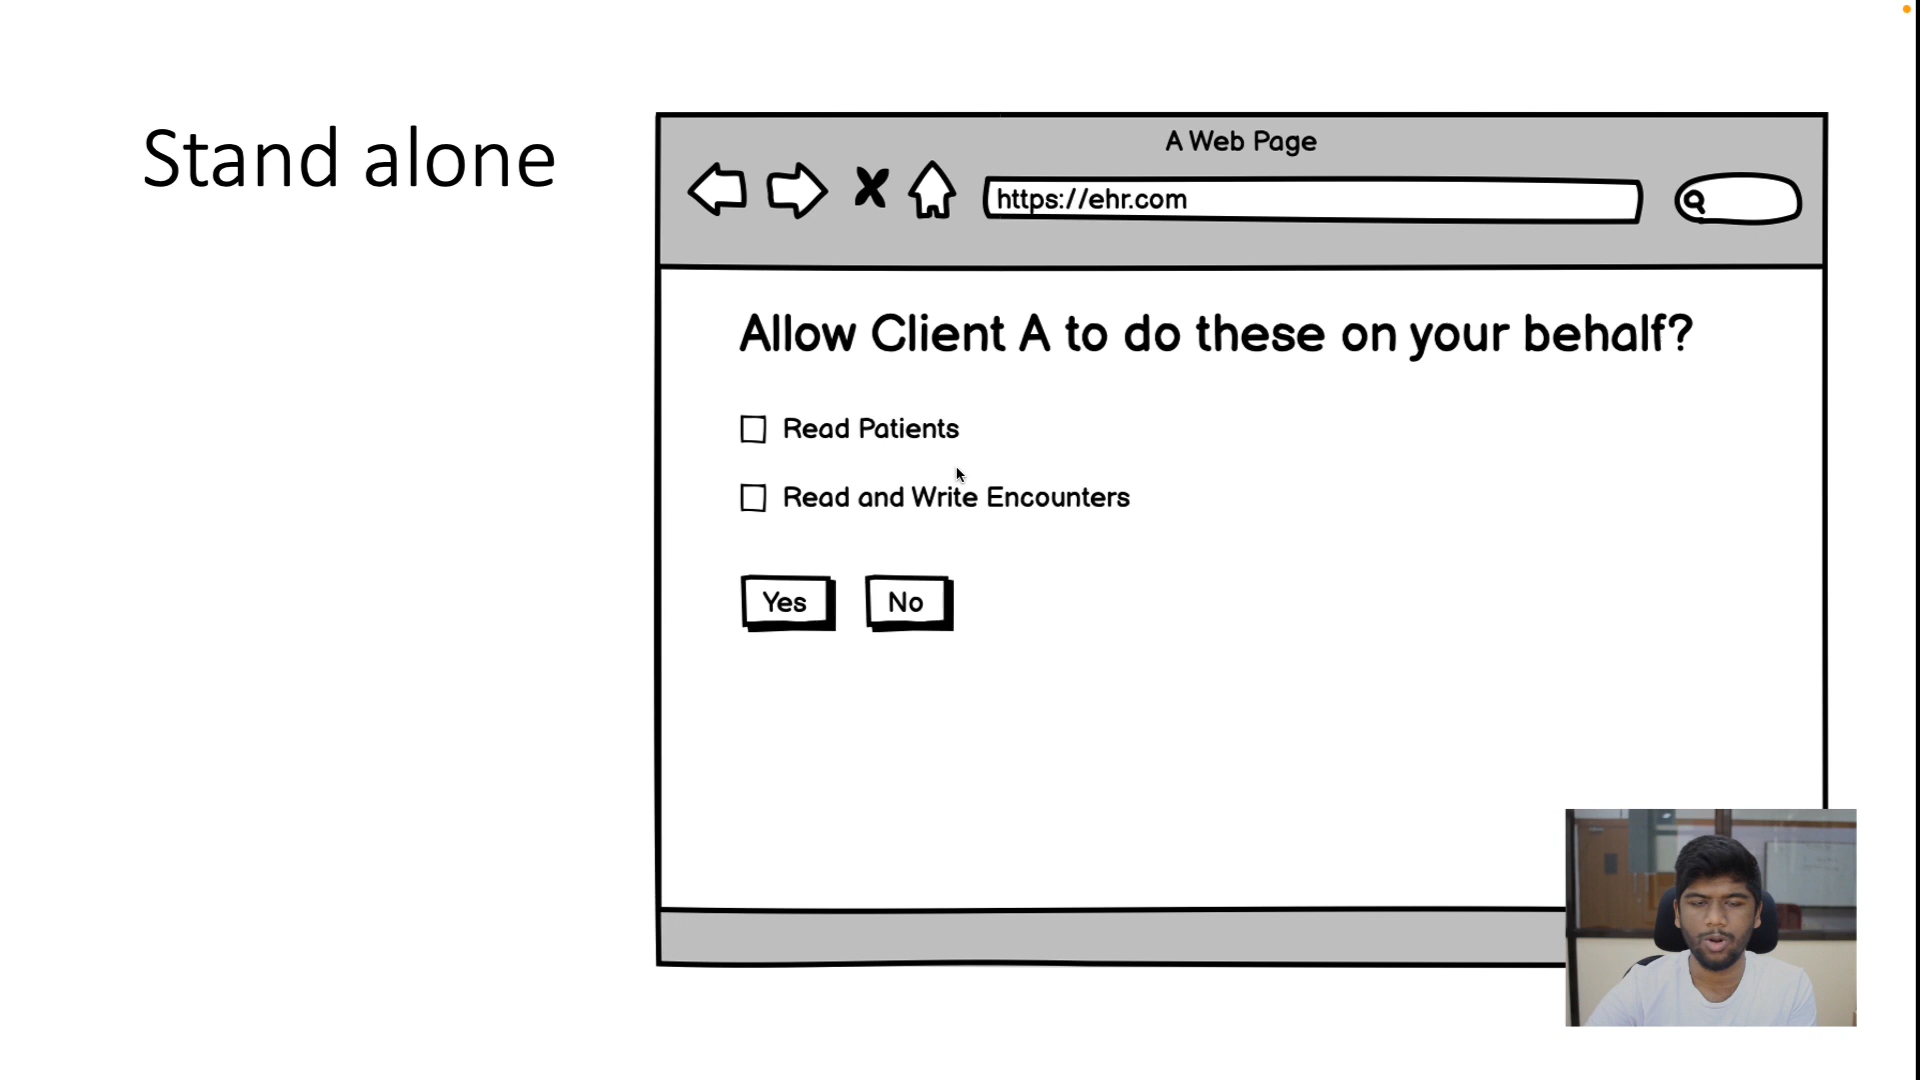 Stand alone
A Web Page
https://ehr.com
Allow Client A to do these on your behalf?
Read Patients
Read and Write Encounters
Yes
No